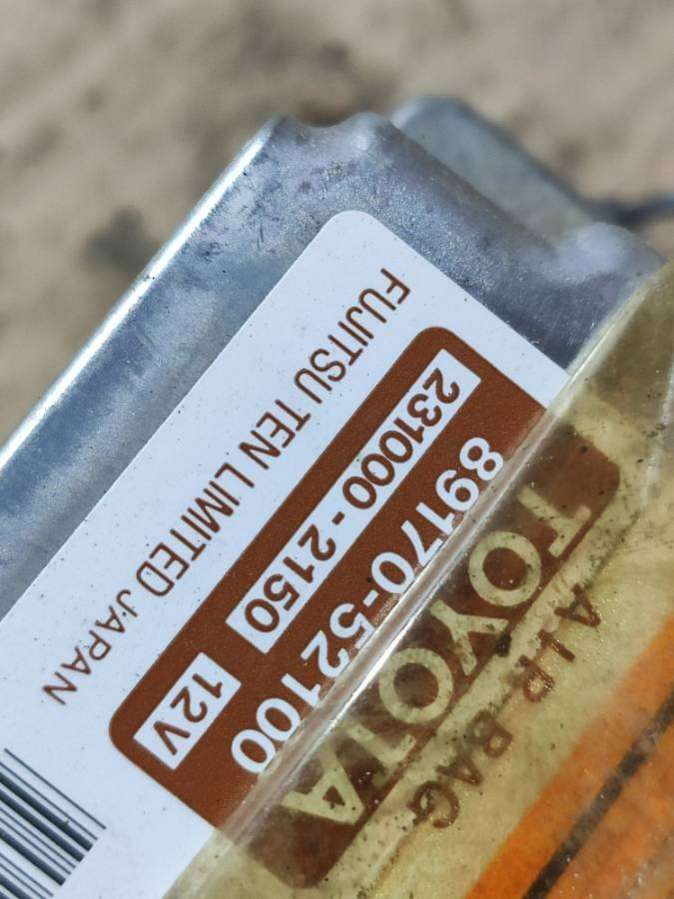 AIR BAG
TOYOTA
89170-52100
231000-2150 12V
FUJITSU TEN LIMITED JAPAN